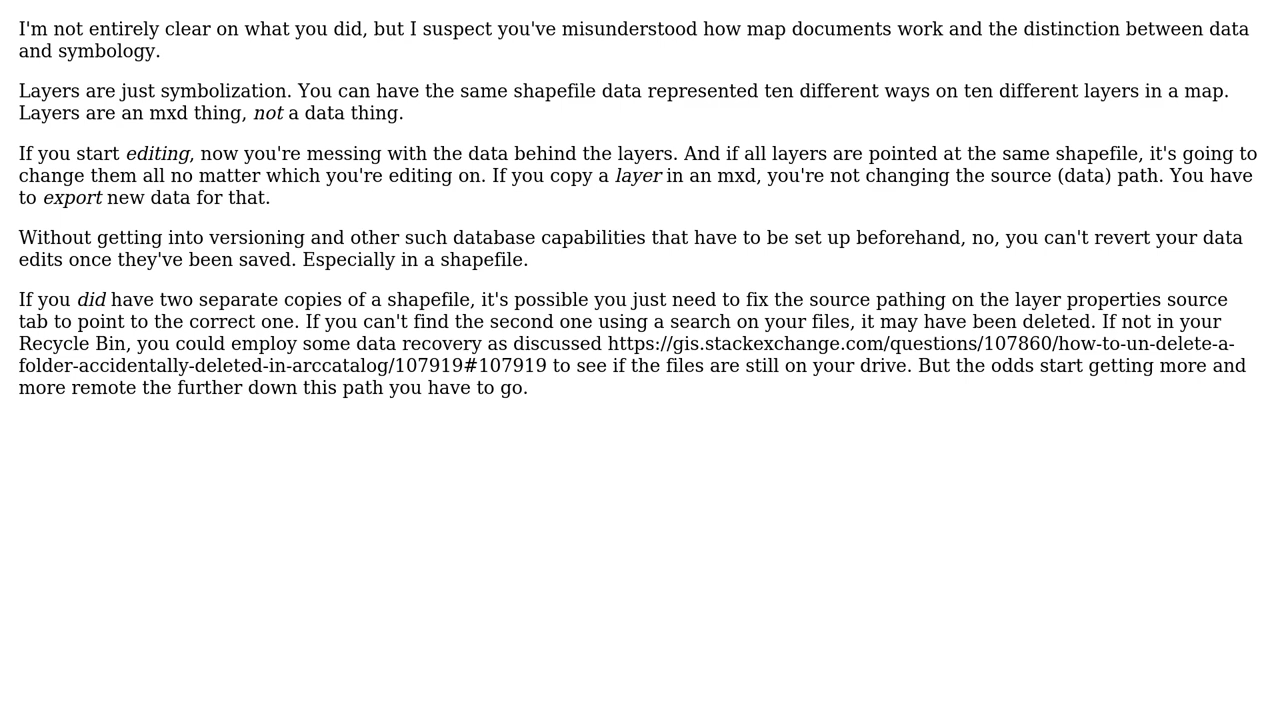 I'm not entirely clear on what you did, but I suspect you've misunderstood how map documents work and the distinction between data
and symbology.
Layers are just symbolization. You can have the same shapefile data represented ten different ways on ten different layers in a map.
Layers are an mxd thing, not a data thing.
If you start editing, now you're messing with the data behind the layers. And if all layers are pointed at the same shapefile, it's going to
change them all no matter which you're editing on. If you copy a layer in an mxd, you're not changing the source (data) path. You have
to export new data for that.
Without getting into versioning and other such database capabilities that have to be set up beforehand, no, you can't revert your data
edits once they've been saved. Especially in a shapefile.
If you did have two separate copies of a shapefile, it's possible you just need to fix the source pathing on the layer properties source
tab to point to the correct one. If you can't find the second one using a search on your files, it may have been deleted. If not in your
Recycle Bin, you could employ some data recovery as discussed https://gis.stackexchange.com/questions/107860/how-to-un-delete-a-
folder-accidentally-deleted-in-arccatalog/107919#107919 to see if the files are still on your drive. But the odds start getting more and
more remote the further down this path you have to go.